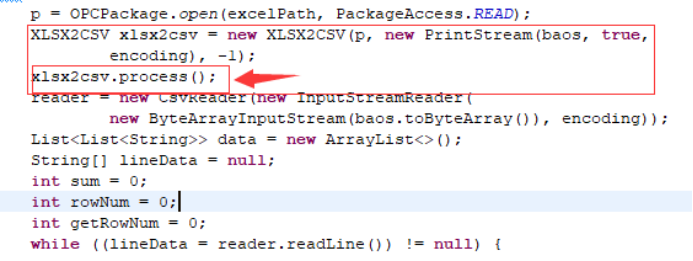 p = OPCPackage.open(excelPath, PackageAccess.READ);
XLSX2CSV xlsx2csv = new XLSX2CSV(p, new PrintStream(baos, true,
encoding), -1);
xlsx2csv.process();
reader = new CsvReader(new InputStreamReader(
new ByteArrayInputStream(baos.toByteArray()), encoding));
List<List<String>> data = new ArrayList<>();
String[] lineData = null;
int sum = 0;
int rowNum = 0;
int getRowNum = 0;
while ((lineData = reader.readLine()) != null) {